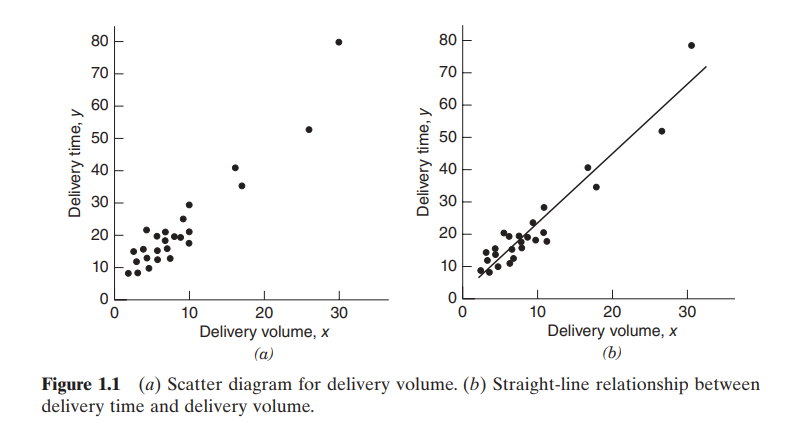 80
70
60
50
40
30
20
10
0
0 10 20 30
Delivery time, y
Delivery volume, x
(a)
80
70
60
50
40
30
20
10
0
0 10 20 30
Delivery time, y
Delivery volume, x
(b)
Figure 1.1 (a) Scatter diagram for delivery volume. (b) Straight-line relationship between
delivery time and delivery volume.